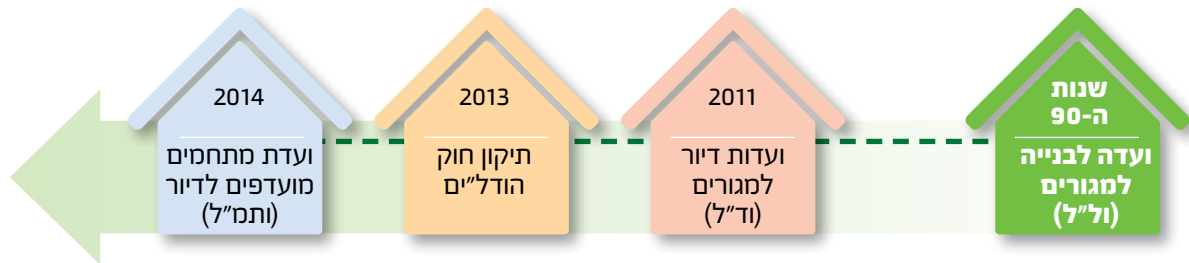 שנות
ה-90
ועדה לבנייה
למגורים
(ול״ל)
2011
ועדות דיור
למגורים
(וד״ל)
2013
תיקון חוק
הודל״ים
2014
ועדת מתחמים
מועדפים לדיור
(ותמ״ל)